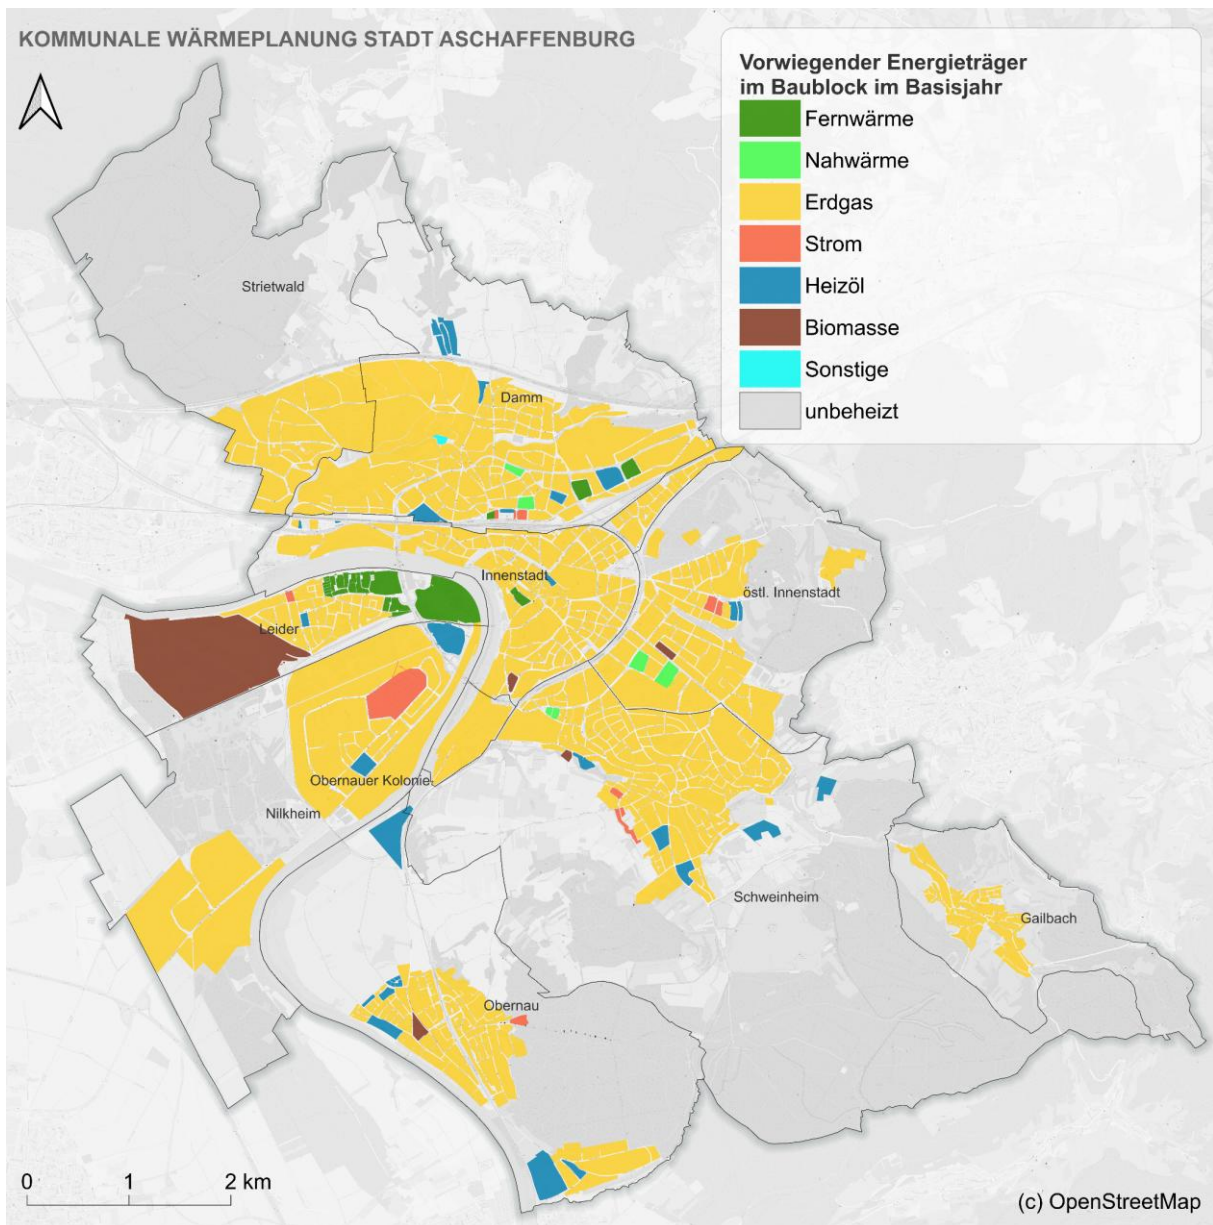 KOMMUNALE WÄRMEPLANUNG STADT ASCHAFFENBURG
Vorwiegender Energieträger
im Baublock im Basisjahr
Fernwärme
Nahwärme
Erdgas
Strom
Heizöl
Biomasse
Sonstige
unbeheizt
Strietwald
Damm
Innenstadt
östl. Innenstadt
Leider
Obernauer Kolonie
Nilkheim
Schweinheim
Gailbach
Obernau
0 1 2 km
(c) OpenStreetMap